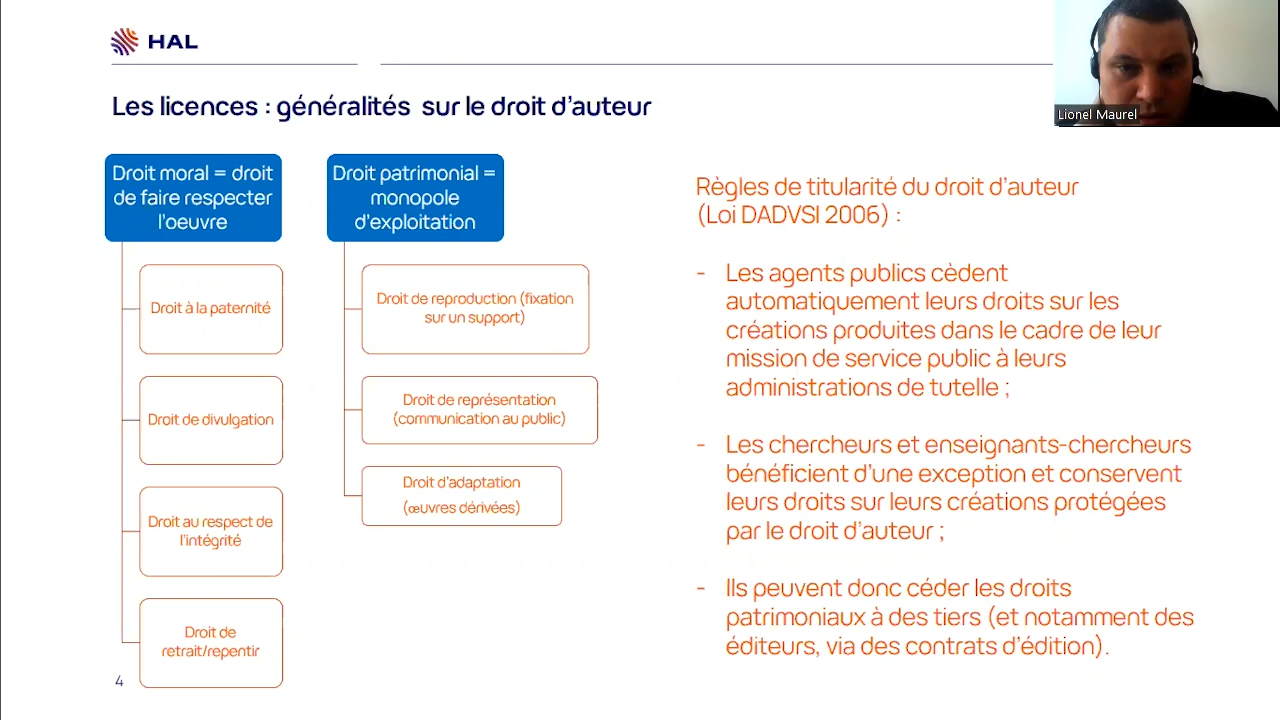 HAL
Lionel Maurel
Les licences : généralités sur le droit d'auteur
Droit moral = droit
de faire respecter
l'oeuvre
Droit à la paternité
Droit de divulgation
Droit au respect de
l'intégrité
Droit de
retrait/repentir
Droit patrimonial =
monopole
d'exploitation
Droit de reproduction (fixation
sur un support)
Droit de représentation
(communication au public)
Droit d'adaptation
(œuvres dérivées)
Règles de titularité du droit d'auteur
(Loi DADVSI 2006) :
- Les agents publics cèdent
automatiquement leurs droits sur les
créations produites dans le cadre de leur
mission de service public à leurs
administrations de tutelle ;
- Les chercheurs et enseignants-chercheurs
bénéficient d'une exception et conservent
leurs droits sur leurs créations protégées
par le droit d'auteur ;
- Ils peuvent donc céder les droits
patrimoniaux à des tiers (et notamment des
éditeurs, via des contrats d'édition).
4